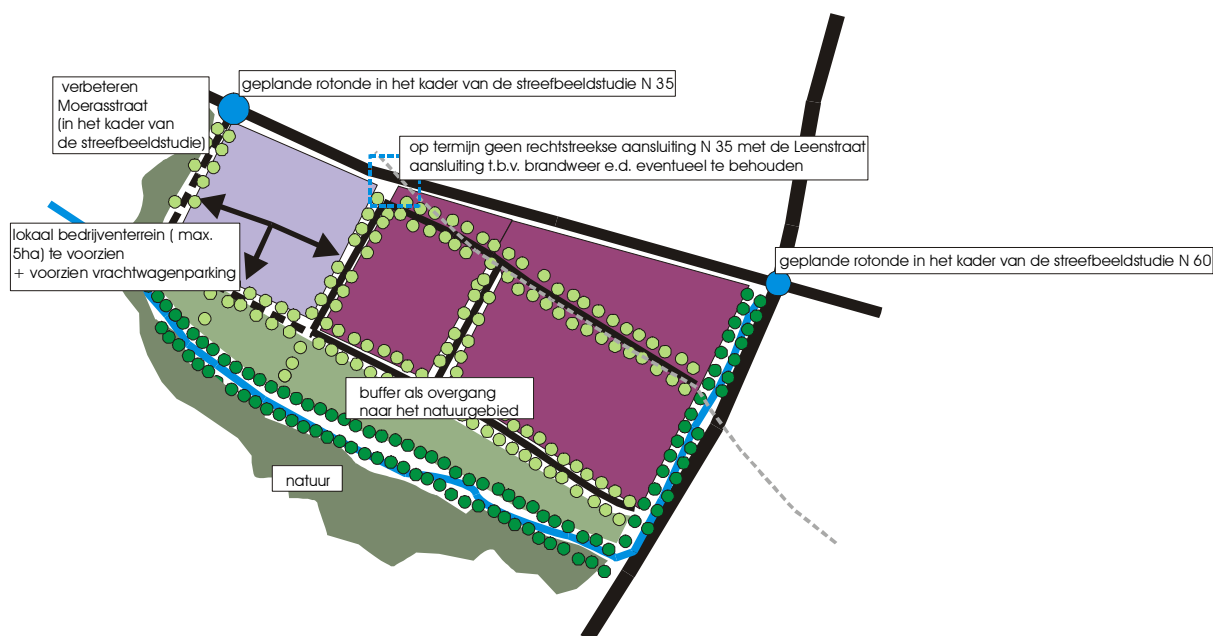 verbeteren
Moerasstraat
(in het kader van
de streefbeeldstudie)
geplande rotonde in het kader van de streefbeeldstudie N 35
op termijn geen rechtstreekse aansluiting N 35 met de Leenstraat
aansluiting t.b.v. brandweer e.d. eventueel te behouden
lokaal bedrijventerrein ( max.
5ha) te voorzien
+ voorzien vrachtwagenparking
geplande rotonde in het kader van de streefbeeldstudie N 60
buffer als overgang
naar het natuurgebied
natuur